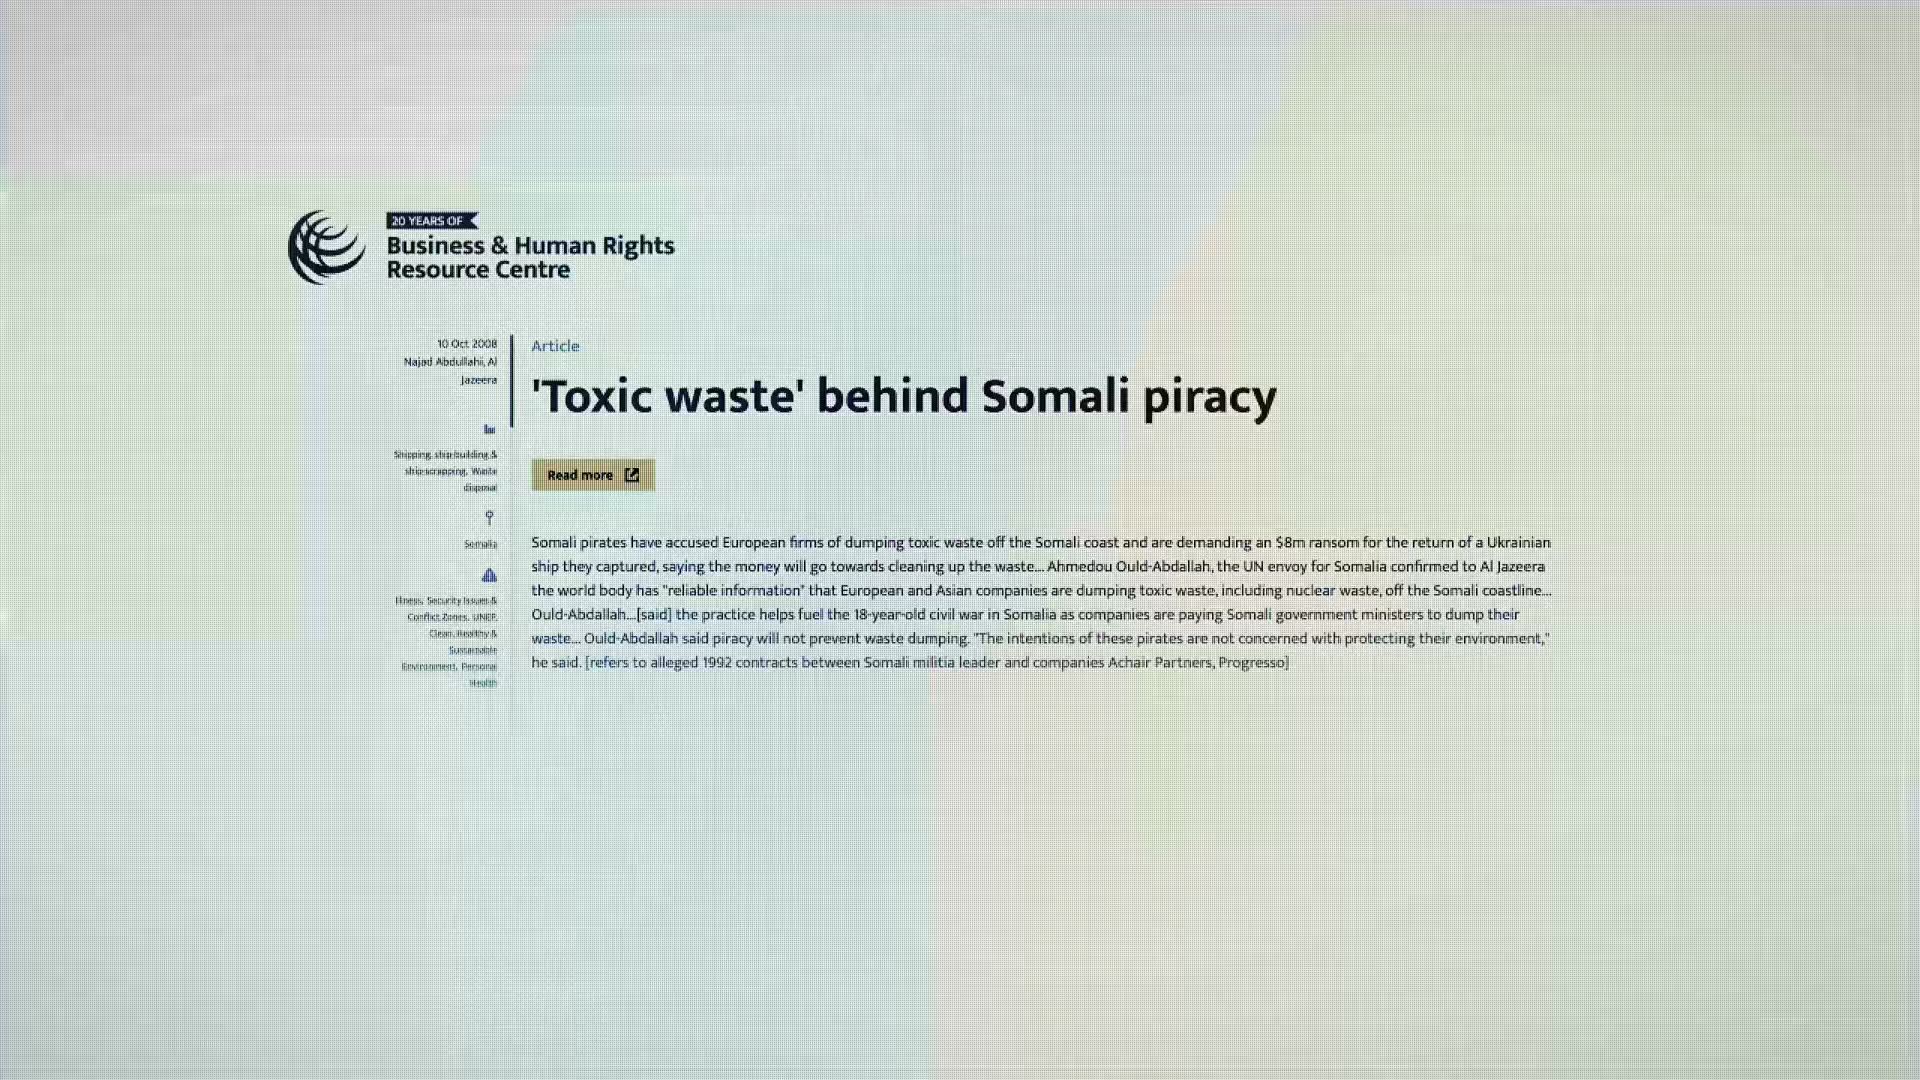 20 YEARS OF
Business & Human Rights
Resource Centre
10 Oct 2008
Najad Abdullahi, Al
Jazeera
Article
'Toxic waste' behind Somali piracy
Shipping, ship-building &
ship-scrapping, Waste
disposal
Read more
Somalia
Illness, Security Issues &
Conflict Zones, UNEP,
Clean, Healthy &
Sustainable
Environment, Personal
Health
Somali pirates have accused European firms of dumping toxic waste off the Somali coast and are demanding an $8m ransom for the return of a Ukrainian
ship they captured, saying the money will go towards cleaning up the waste... Ahmedou Ould-Abdallah, the UN envoy for Somalia confirmed to Al Jazeera
the world body has "reliable information" that European and Asian companies are dumping toxic waste, including nuclear waste, off the Somali coastline...
Ould-Abdallah...[said] the practice helps fuel the 18-year-old civil war in Somalia as companies are paying Somali government ministers to dump their
waste... Ould-Abdallah said piracy will not prevent waste dumping. "The intentions of these pirates are not concerned with protecting their environment,"
he said. [refers to alleged 1992 contracts between Somali militia leader and companies Achair Partners, Progresso]